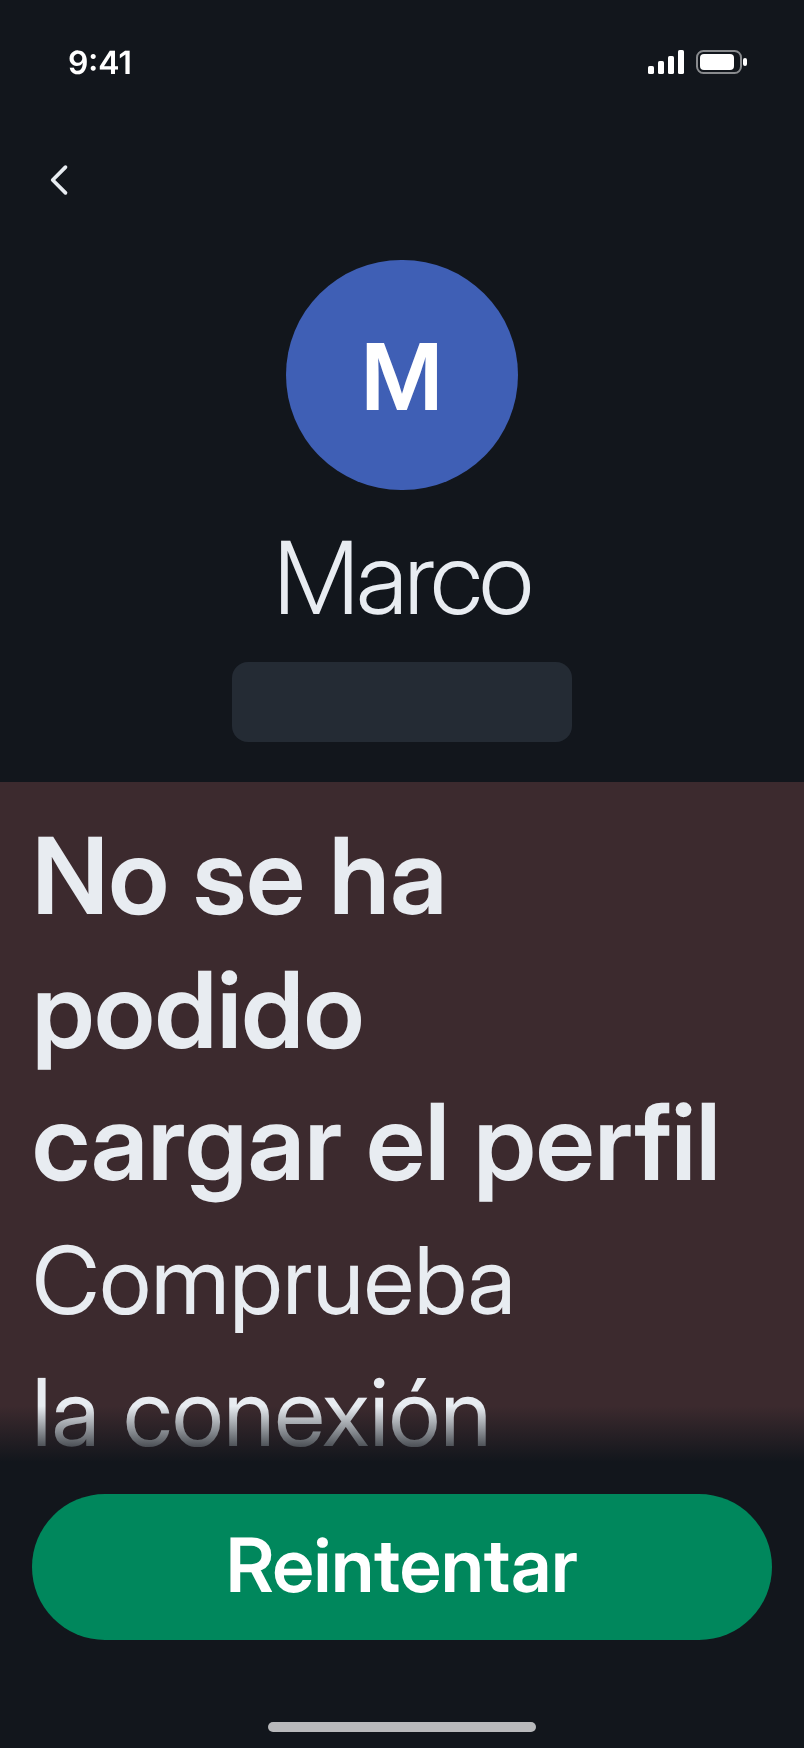 9:41
M
Marco
No se ha
podido
cargar el perfil
Comprueba
la conexión
Reintentar